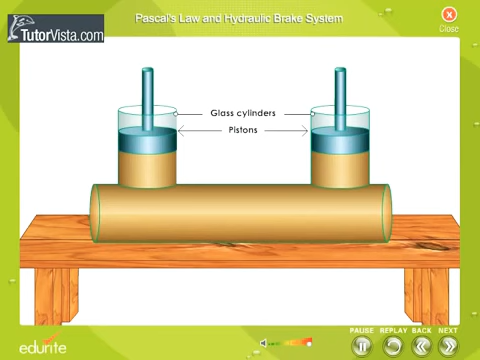 Pascal's Law and Hydraulic Brake System
TutorVista.com
Close
Glass cylinders
Pistons
PAUSE REPLAY BACK NEXT
edurite